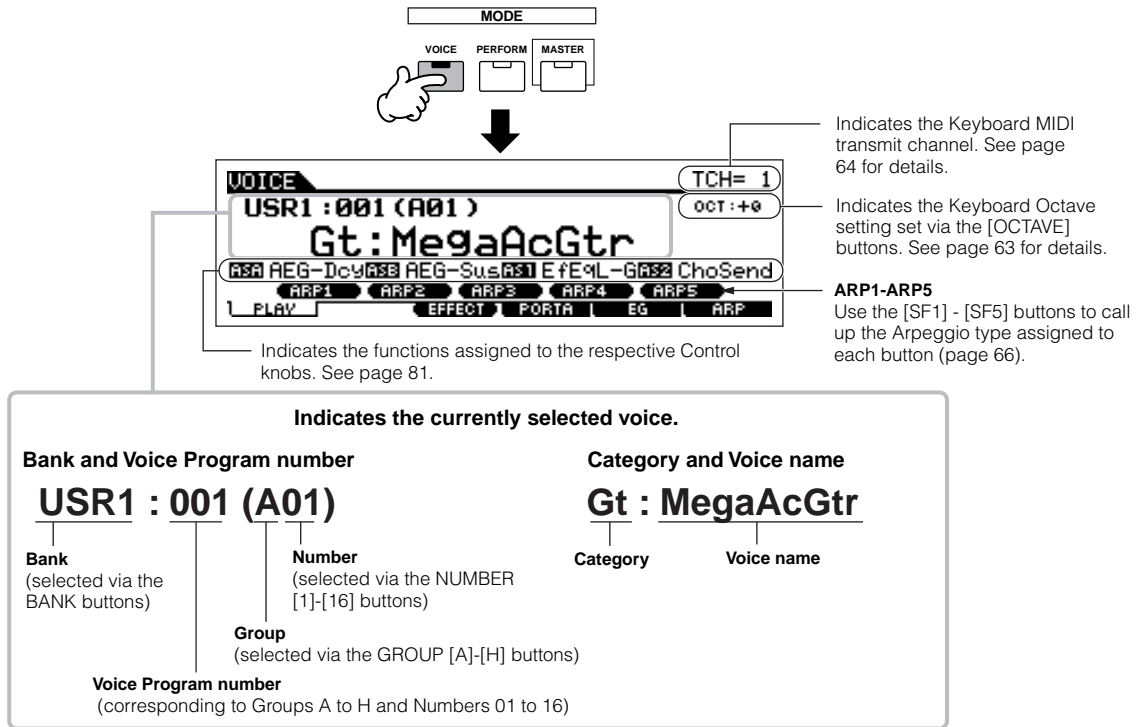 MODE
VOICE PERFORM MASTER
Indicates the Keyboard MIDI
transmit channel. See page
64 for details.
VOICE TCH= 1
USR1:001(A01) OCT:+0
Gt:MegaAcGtr
Indicates the Keyboard Octave
setting set via the [OCTAVE]
buttons. See page 63 for details.
ASA AEG-Dcy ASB AEG-Sus AS1 EfEqL-G AS2 ChoSend
ARP1 ARP2 ARP3 ARP4 ARP5
PLAY EFFECT PORTA EG ARP
ARP1-ARP5
Use the [SF1] - [SF5] buttons to call
up the Arpeggio type assigned to
each button (page 66).
Indicates the functions assigned to the respective Control
knobs. See page 81.
Indicates the currently selected voice.
Bank and Voice Program number
USR1 : 001 (A01)
Bank
(selected via the
BANK buttons)
Number
(selected via the NUMBER
[1]-[16] buttons)
Group
(selected via the GROUP [A]-[H] buttons)
Voice Program number
(corresponding to Groups A to H and Numbers 01 to 16)
Category and Voice name
Gt : MegaAcGtr
Category Voice name